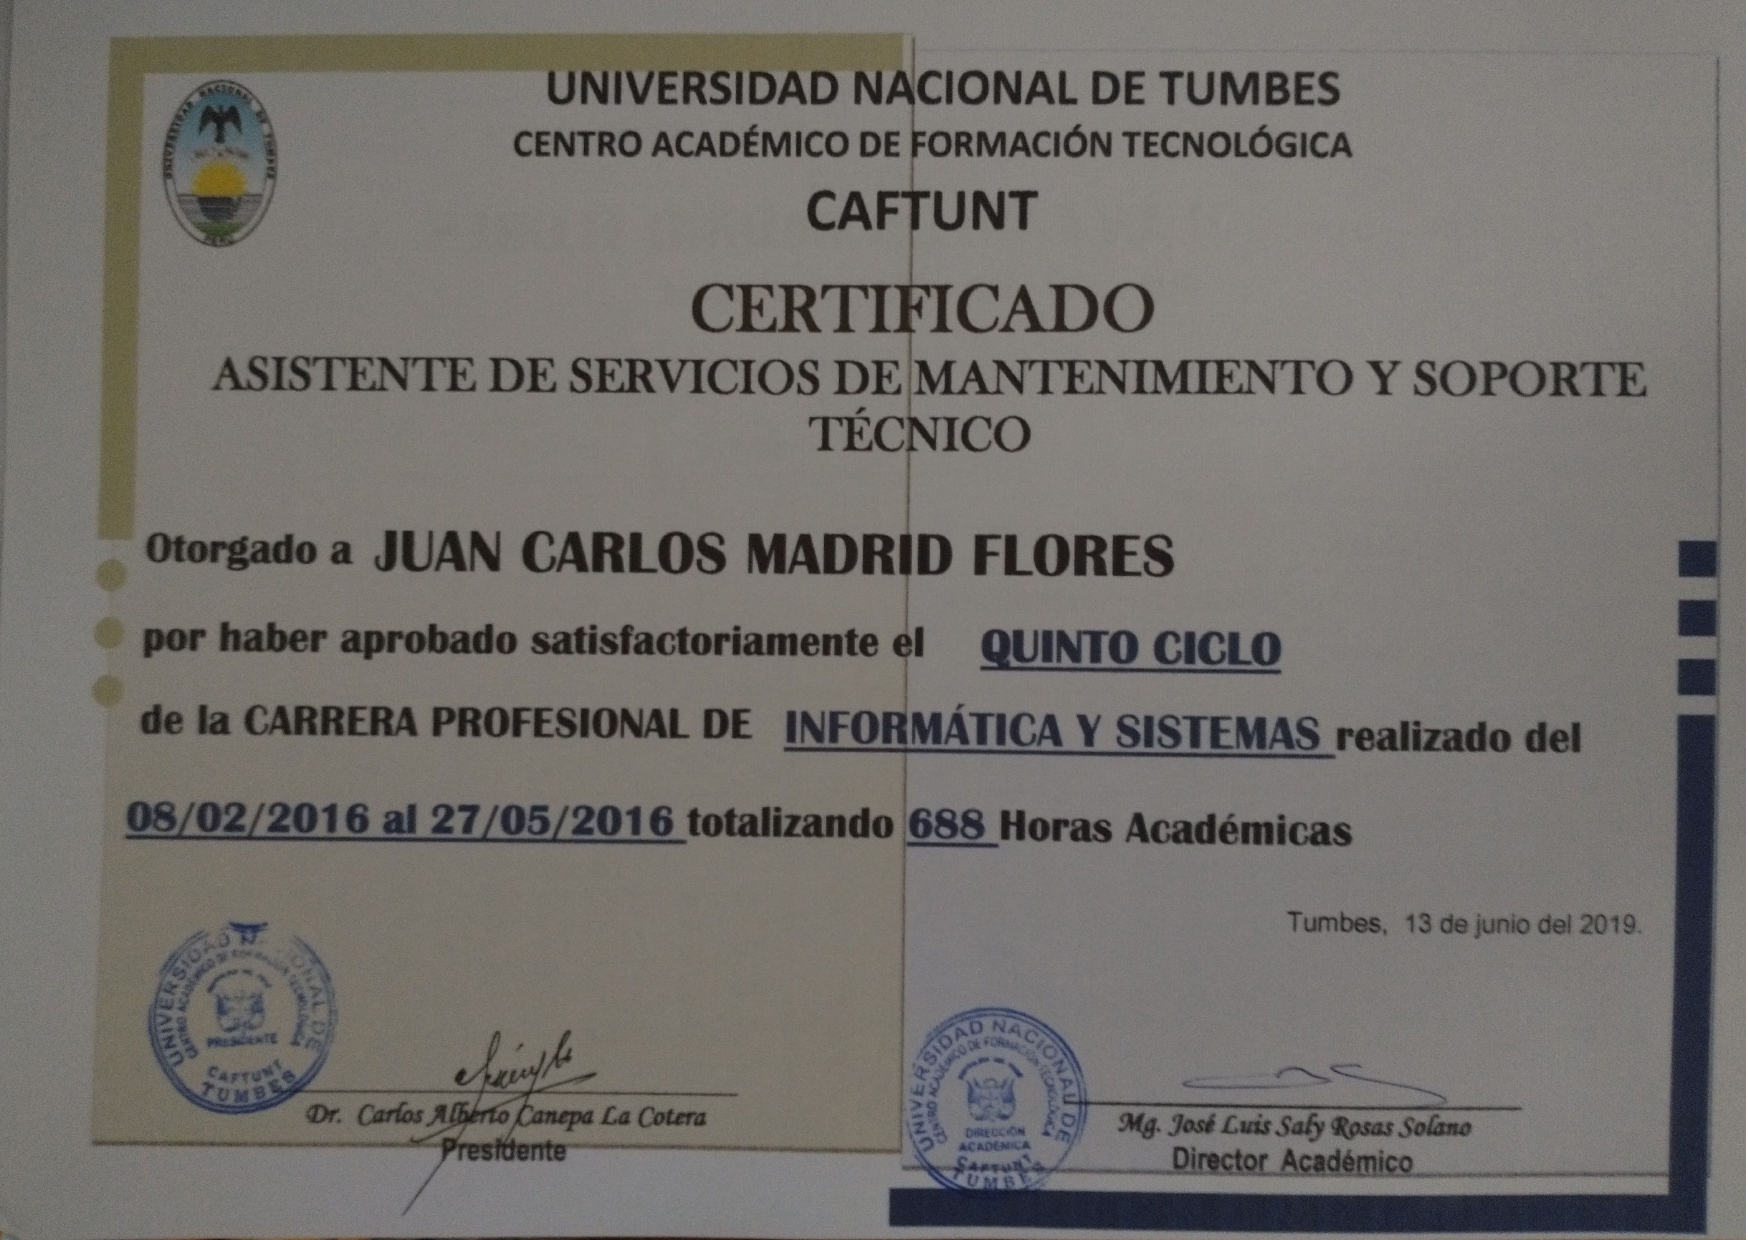 UNIVERSIDAD NACIONAL DE TUMBES
CENTRO ACADÉMICO DE FORMACIÓN TECNOLÓGICA
CAFTUNT
UNIVERSIDAD NACIONAL DE TUMBES
PERÚ
CERTIFICADO
ASISTENTE DE SERVICIOS DE MANTENIMIENTO Y SOPORTE
TÉCNICO
Otorgado a JUAN CARLOS MADRID FLORES
por haber aprobado satisfactoriamente el QUINTO CICLO
de la CARRERA PROFESIONAL DE INFORMÁTICA Y SISTEMAS realizado del
08/02/2016 al 27/05/2016 totalizando 688 Horas Académicas
Tumbes, 13 de junio del 2019.
UNIVERSIDAD NACIONAL DE
CENTRO ACADÉMICO DE FORMACIÓN TECNOLÓGICA
PRESIDENTE
CAFTUNT
TUMBES
Dr. Carlos Alberto Canepa La Cotera
Presidente
UNIVERSIDAD NACIONAL DE
CENTRO ACADÉMICO DE FORMACIÓN TECNOLÓGICA
DIRECCIÓN
ACADÉMICA
CAFTUNT
TUMBES
Mg. José Luis Saly Rosas Solano
Director Académico